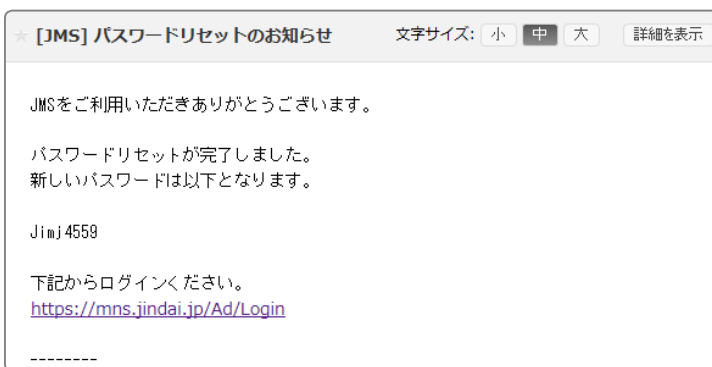 ★ [JMS] パスワードリセットのお知らせ 文字サイズ: 小 中 大 詳細を表示
JMSをご利用いただきありがとうございます。
パスワードリセットが完了しました。
新しいパスワードは以下となります。
Jimj4559
下記からログインください。
https://mns.jindai.jp/Ad/Login
--------